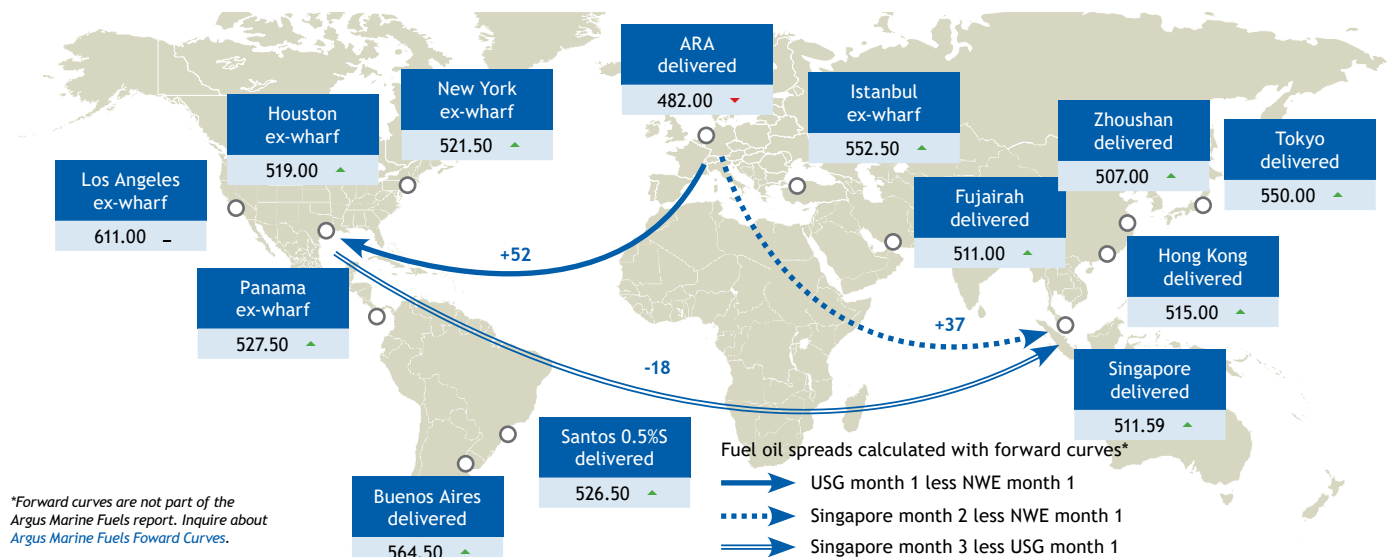 ARA
delivered
482.00
New York
ex-wharf
521.50
Istanbul
ex-wharf
552.50
Houston
ex-wharf
519.00
Zhoushan
delivered
507.00
Tokyo
delivered
550.00
Los Angeles
ex-wharf
611.00 –
Fujairah
delivered
511.00
Hong Kong
delivered
515.00
Panama
ex-wharf
527.50
+52
+37
-18
Singapore
delivered
511.59
Santos 0.5%S
delivered
526.50
Buenos Aires
delivered
564.50
Fuel oil spreads calculated with forward curves*
USG month 1 less NWE month 1
Singapore month 2 less NWE month 1
Singapore month 3 less USG month 1
*Forward curves are not part of the
Argus Marine Fuels report. Inquire about
Argus Marine Fuels Foward Curves.